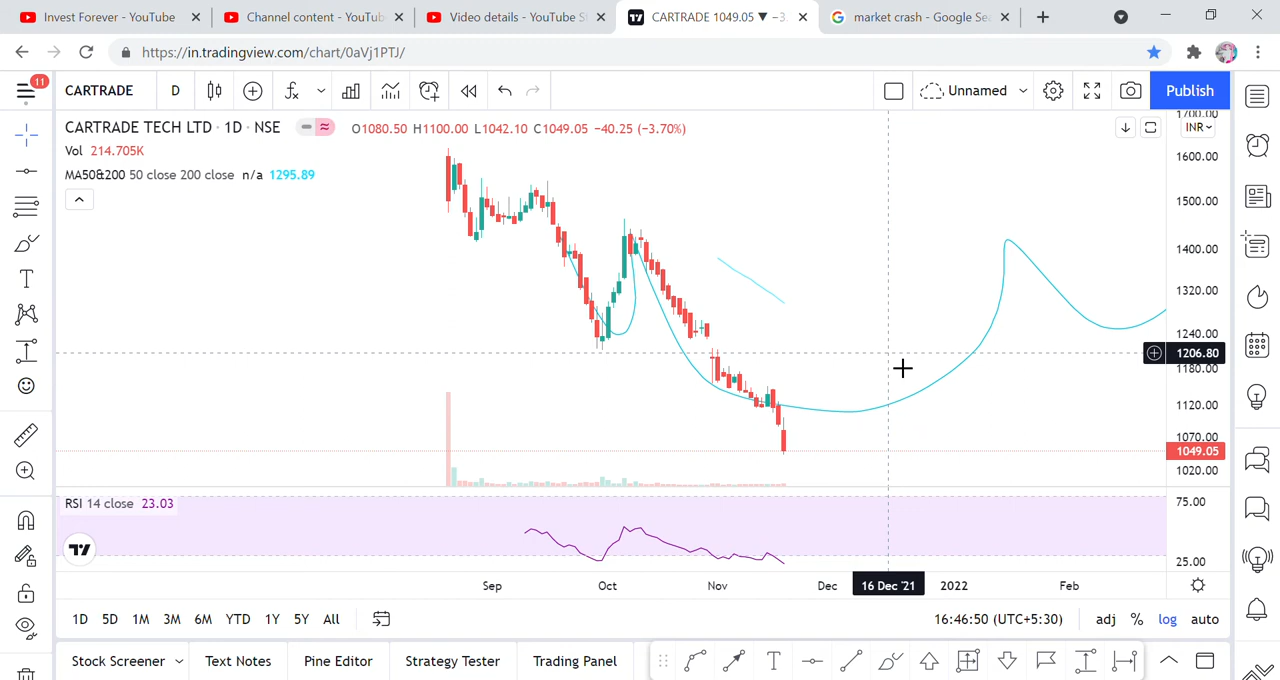 Invest Forever - YouTube
Channel content - YouTub
Video details - YouTube S
CARTRADE 1049.05 ▼ −3.
market crash - Google Se
https://in.tradingview.com/chart/0aVj1PTJ/
11
CARTRADE
D
Unnamed
Publish
CARTRADE TECH LTD · 1D · NSE
O1080.50 H1100.00 L1042.10 C1049.05 −40.25 (−3.70%)
Vol 214.705K
MA50&200 50 close 200 close n/a 1295.89
INR
1700.00
1600.00
1500.00
1400.00
1320.00
1240.00
1206.80
1180.00
1120.00
1070.00
1049.05
1020.00
RSI 14 close 23.03
75.00
25.00
Sep
Oct
Nov
Dec
16 Dec '21
2022
Feb
1D 5D 1M 3M 6M YTD 1Y 5Y All
16:46:50 (UTC+5:30)
adj % log auto
Stock Screener
Text Notes
Pine Editor
Strategy Tester
Trading Panel